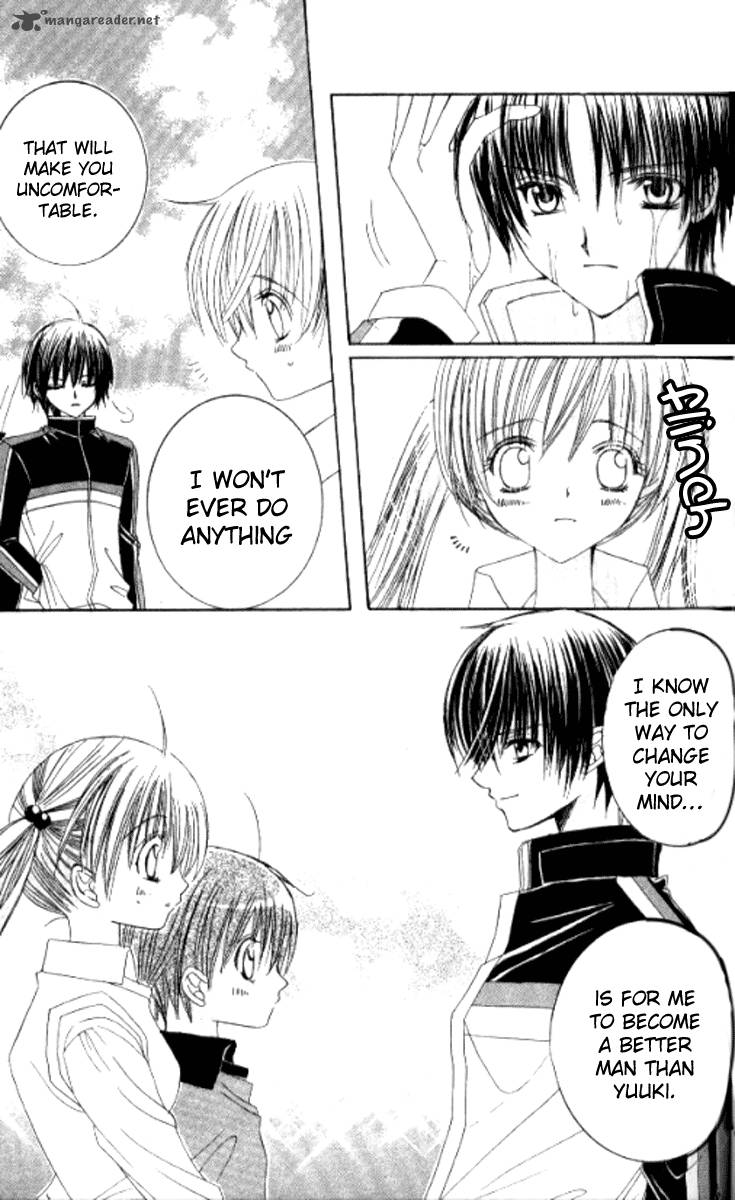 mangareader.net
flinch
I WON'T
EVER DO
ANYTHING
THAT WILL
MAKE YOU
UNCOMFOR-
TABLE.
I KNOW
THE ONLY
WAY TO
CHANGE
YOUR
MIND...
IS FOR ME
TO BECOME
A BETTER
MAN THAN
YUUKI.